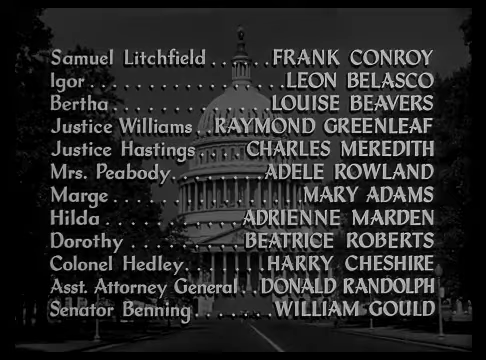 Samuel Litchfield . . . . . FRANK CONROY
Igor . . . . . . . . . . . . . . LEON BELASCO
Bertha . . . . . . . . . . . . LOUISE BEAVERS
Justice Williams . . RAYMOND GREENLEAF
Justice Hastings . . . . CHARLES MEREDITH
Mrs. Peabody . . . . . . . ADELE ROWLAND
Marge . . . . . . . . . . . . . . MARY ADAMS
Hilda . . . . . . . . . . ADRIENNE MARDEN
Dorothy . . . . . . . . BEATRICE ROBERTS
Colonel Hedley . . . . . . HARRY CHESHIRE
Asst. Attorney General . . . DONALD RANDOLPH
Senator Benning . . . . . . WILLIAM GOULD